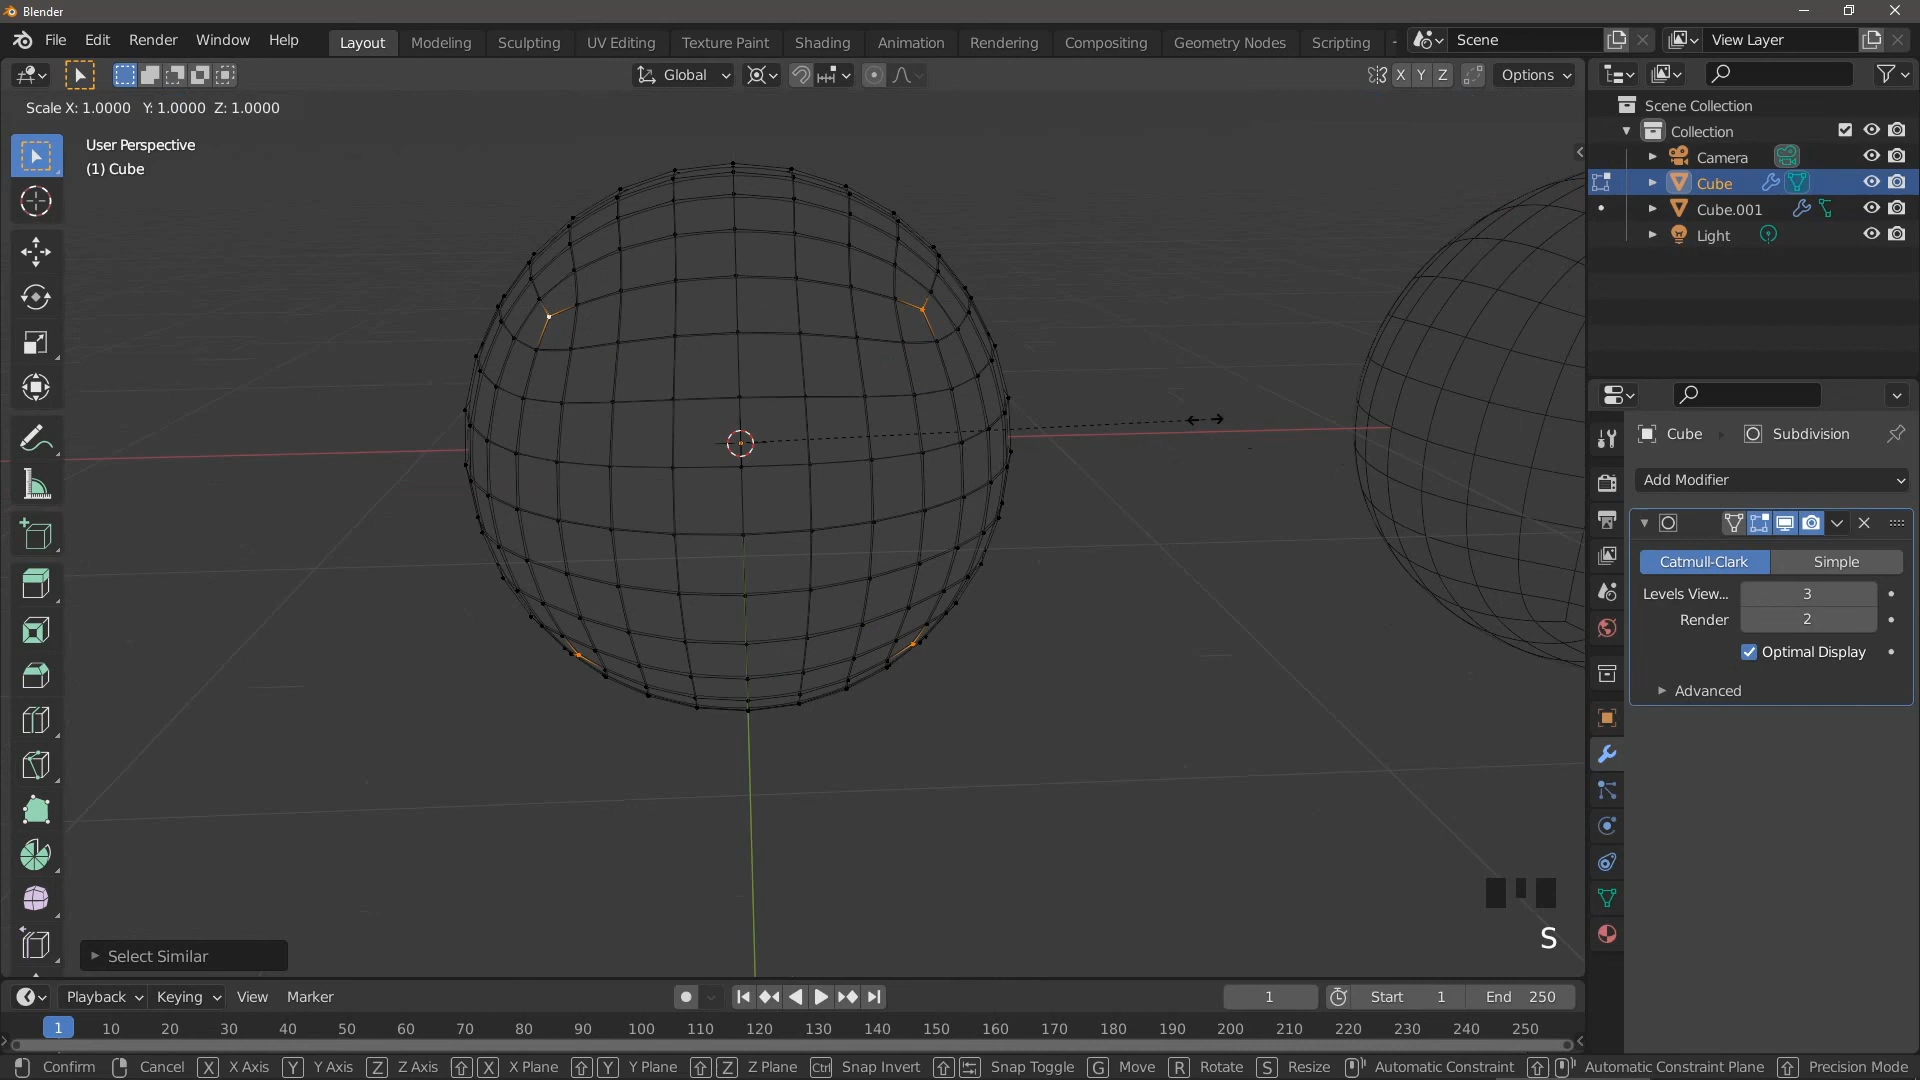 Blender
File Edit Render Window Help Layout Modeling Sculpting UV Editing Texture Paint Shading Animation Rendering Compositing Geometry Nodes Scripting Scene View Layer
Global X Y Z Options
Scale X: 1.0000 Y: 1.0000 Z: 1.0000
User Perspective
(1) Cube
Scene Collection
Collection
Camera
Cube
Cube.001
Light
Cube Subdivision
Add Modifier
Catmull-Clark Simple
Levels View... 3
Render 2
Optimal Display
Advanced
S
Select Similar
Playback Keying View Marker 1 Start 1 End 250
1 10 20 30 40 50 60 70 80 90 100 110 120 130 140 150 160 170 180 190 200 210 220 230 240 250
Confirm Cancel X X Axis Y Y Axis Z Z Axis X X Plane Y Y Plane Z Z Plane Ctrl Snap Invert Snap Toggle G Move R Rotate S Resize Automatic Constraint Automatic Constraint Plane Precision Mode